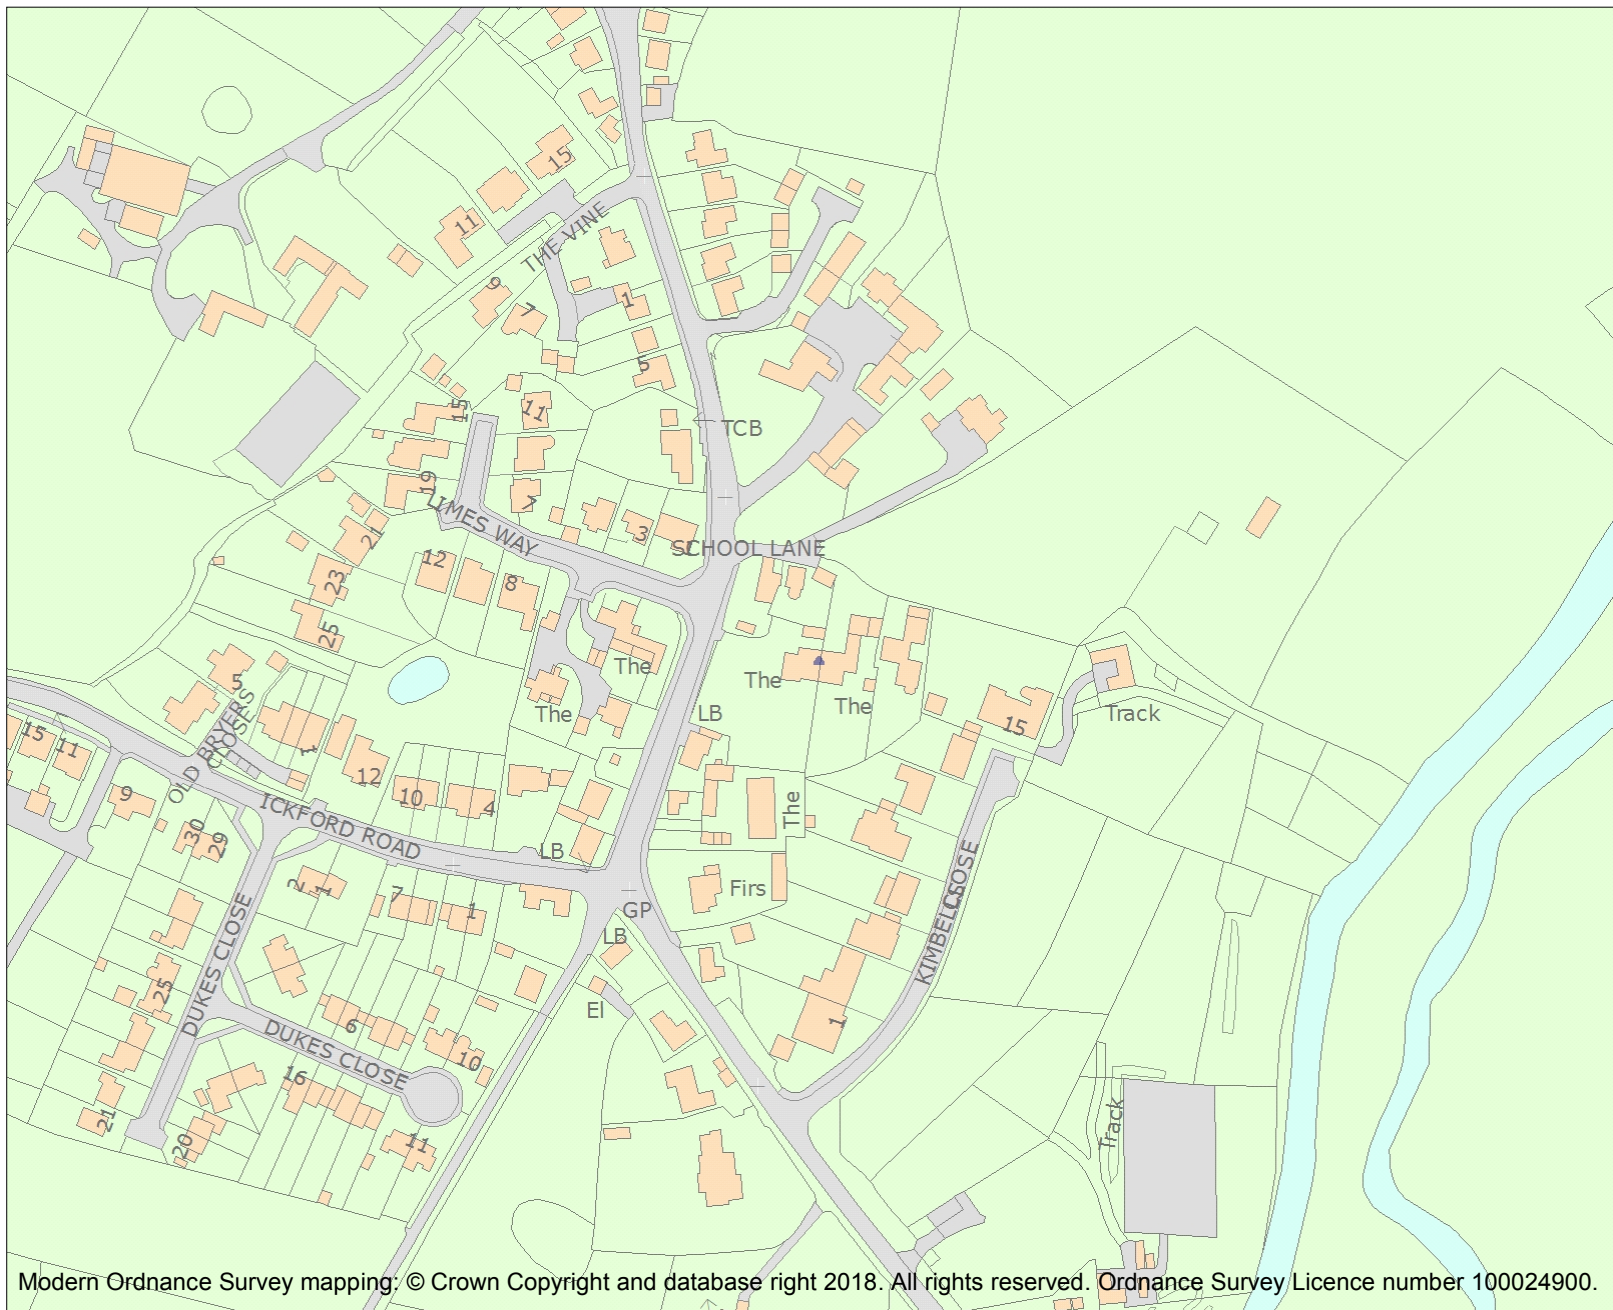 15
11
THE VINE
9
7
1
5
TCB
15
11
19
7
LIMES WAY
3
SCHOOL LANE
21
12
8
23
25
The
The
The
The
5
LB
Track
15
OLD BRYERS
CLOSE
1
15
11
12
10
4
9
The
ICKFORD ROAD
30
29
LB
CLOSE
KIMBELLS
2
1
7
1
Firs
GP
LB
DUKES CLOSE
25
El
6
1
DUKES CLOSE
10
16
21
20
11
Track
Modern Ordnance Survey mapping: © Crown Copyright and database right 2018. All rights reserved. Ordnance Survey Licence number 100024900.